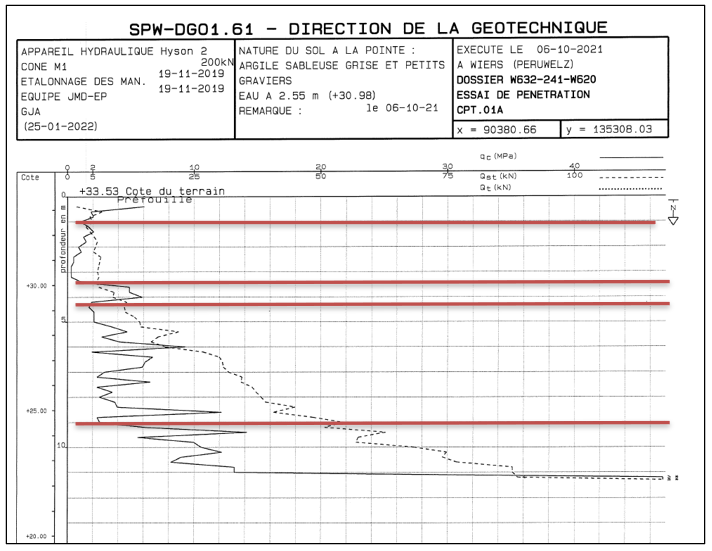 SPW-DGO1.61 - DIRECTION DE LA GEOTECHNIQUE
APPAREIL HYDRAULIQUE Hyson 2
200kN
CONE M1
19-11-2019
ETALONNAGE DES MAN. 19-11-2019
EQUIPE JMD-EP
GJA
(25-01-2022)
NATURE DU SOL A LA POINTE :
ARGILE SABLEUSE GRISE ET PETITS
GRAVIERS
EAU A 2.55 m (+30.98)
REMARQUE : le 06-10-21
EXECUTE LE 06-10-2021
A WIERS (PERUWELZ)
DOSSIER W632-241-W620
ESSAI DE PENETRATION
CPT.01A
x = 90380.66 y = 135308.03
Qc (MPa)
Qst (kN)
Qt (kN)
Cote
0 2 10 20 30 40
0 5 25 50 75 100
+33.53 Cote du terrain
Préfouille
0
profondeur en m
N
+30.00
5
+25.00
10
+20.00